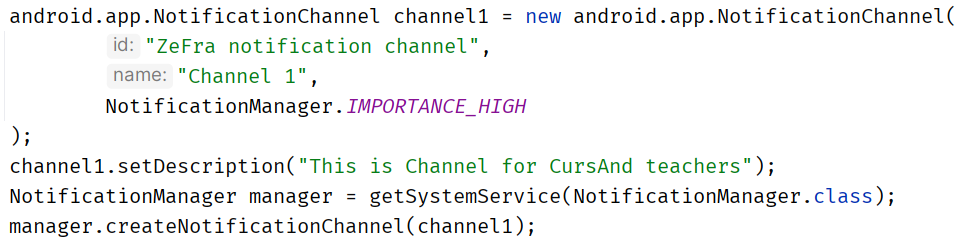 android.app.NotificationChannel channel1 = new android.app.NotificationChannel(
id: "ZeFra notification channel",
name: "Channel 1",
NotificationManager.IMPORTANCE_HIGH
);
channel1.setDescription("This is Channel for CursAnd teachers");
NotificationManager manager = getSystemService(NotificationManager.class);
manager.createNotificationChannel(channel1);